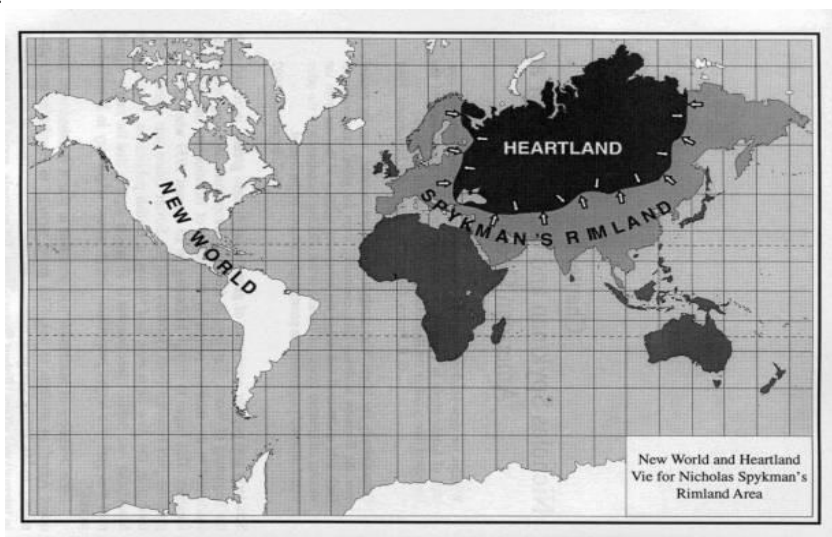 HEARTLAND
NEW WORLD
SPYKMAN'S RIMLAND
New World and Heartland
Vie for Nicholas Spykman's
Rimland Area